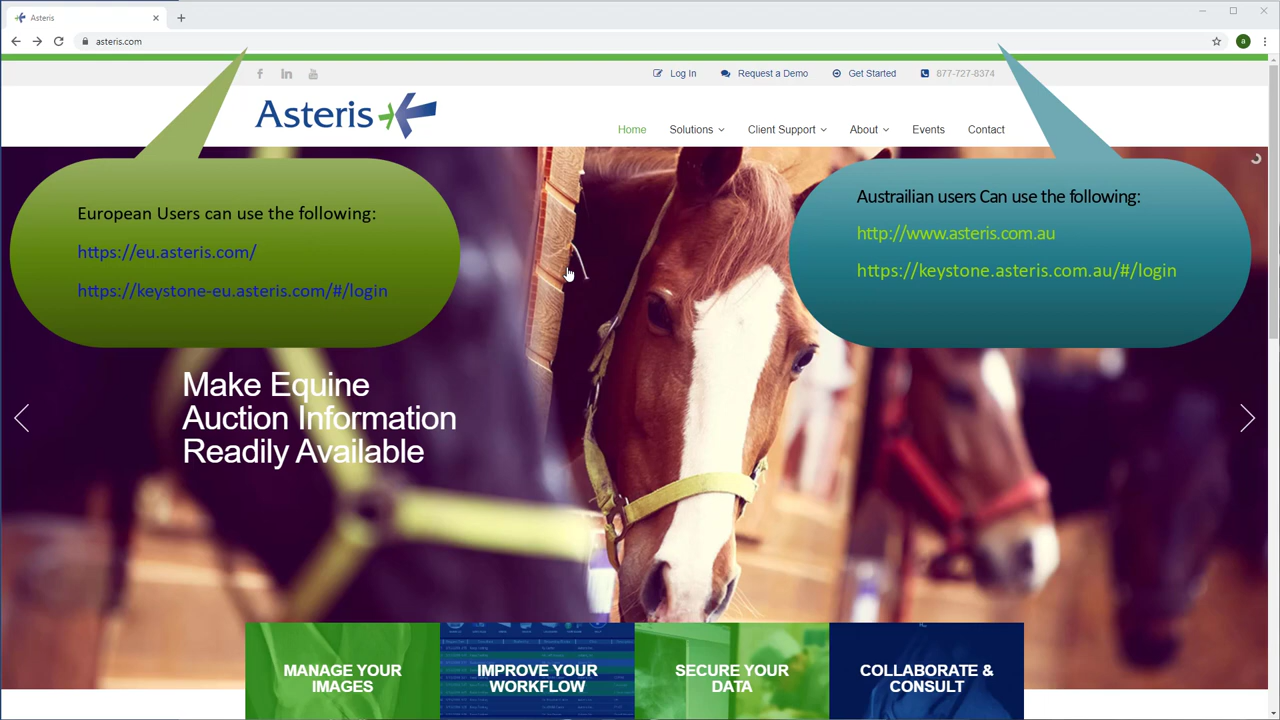 Asteris
asteris.com
a
Log In
Request a Demo
Get Started
877-727-8374
Asteris
Home
Solutions
Client Support
About
Events
Contact
European Users can use the following:
https://eu.asteris.com/
https://keystone-eu.asteris.com/#/login
Austrailian users Can use the following:
http://www.asteris.com.au
https://keystone.asteris.com.au/#/login
Make Equine
Auction Information
Readily Available
MANAGE YOUR
IMAGES
IMPROVE YOUR
WORKFLOW
SECURE YOUR
DATA
COLLABORATE &
CONSULT